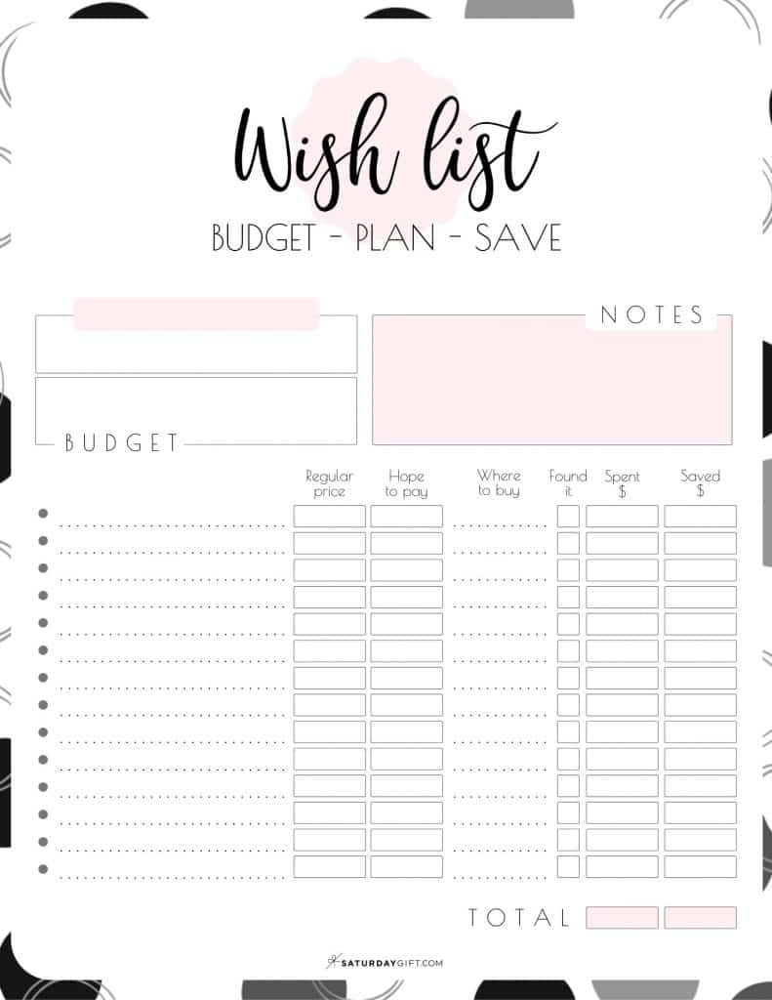 Wish list
BUDGET - PLAN - SAVE
NOTES
BUDGET
Regular price
Hope to pay
Where to buy
Found it
Spent $
Saved $
TOTAL
SATURDAYGIFT.COM